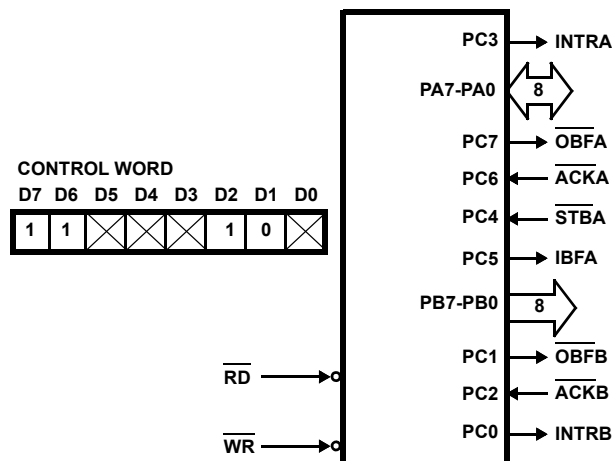 PC3 INTRA
PA7-PA0 8
PC7 OBFA
CONTROL WORD
PC6 ACKA
D7 D6 D5 D4 D3 D2 D1 D0
PC4 STBA
1 1 1 0
PC5 IBFA
PB7-PB0 8
PC1 OBFB
RD
PC2 ACKB
PC0 INTRB
WR